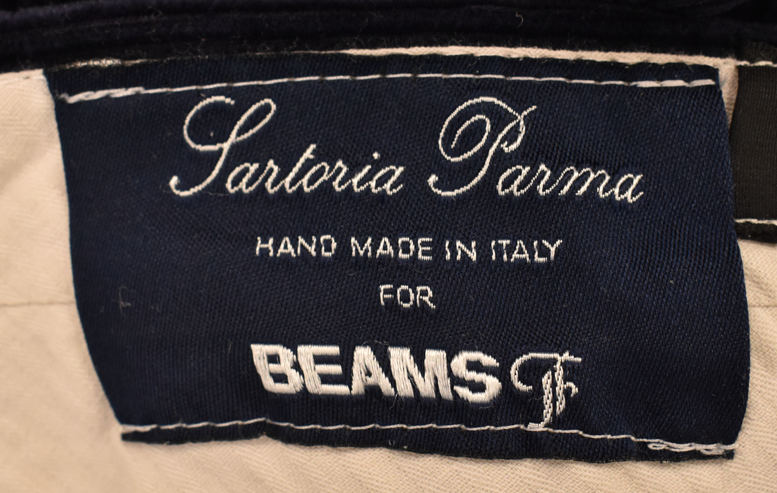 Sartoria Parma
HAND MADE IN ITALY
FOR
BEAMS F